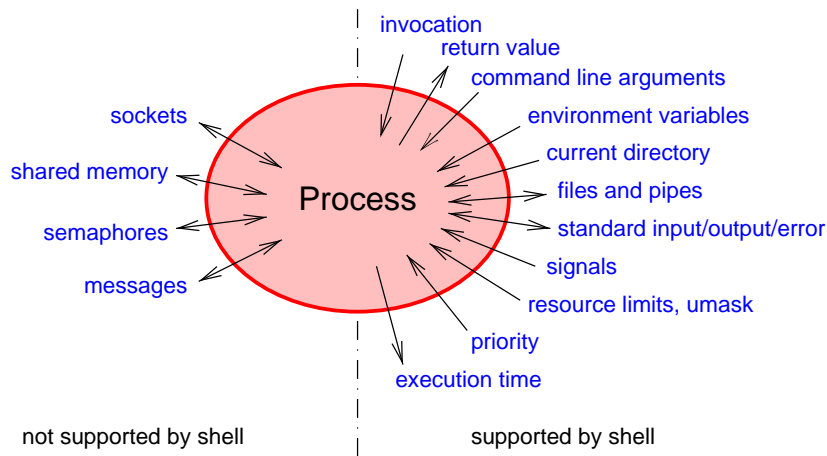 invocation
return value
command line arguments
environment variables
current directory
files and pipes
standard input/output/error
signals
resource limits, umask
priority
execution time
sockets
shared memory
semaphores
messages
Process
not supported by shell
supported by shell